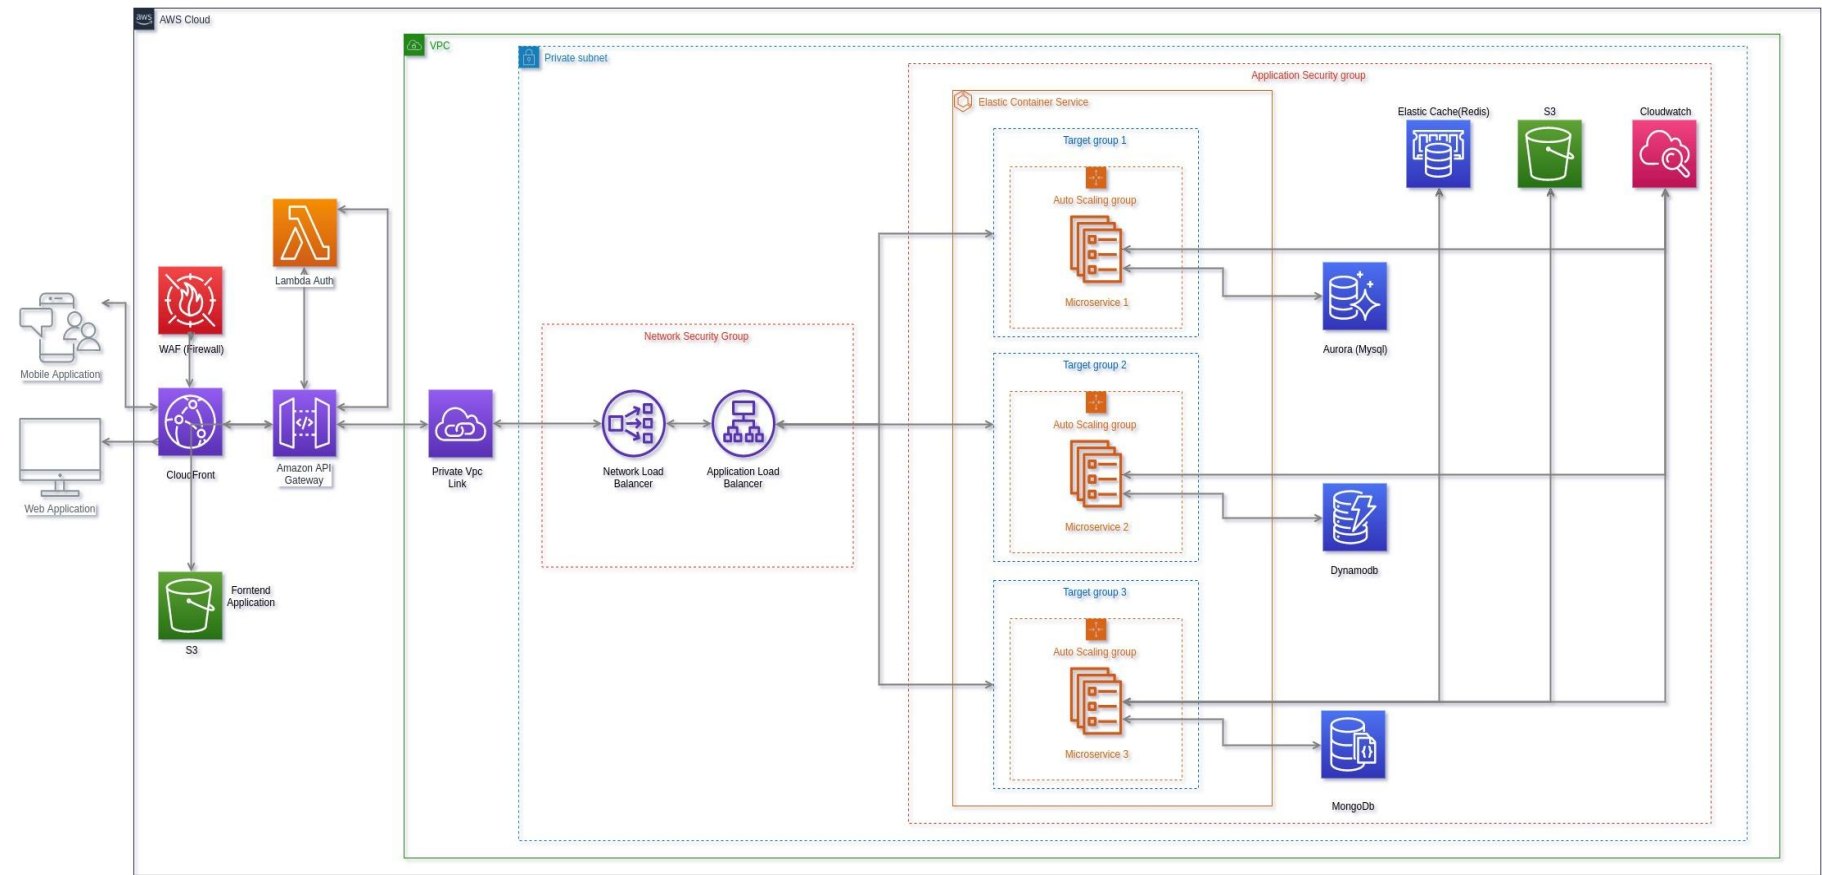 aws
AWS Cloud
VPC
Private subnet
Application Security group
Elastic Container Service
Elastic Cache(Redis)
S3
Cloudwatch
Target group 1
Auto Scaling group
Microservice 1
Lambda Auth
WAF (Firewall)
Mobile Application
Aurora (Mysql)
Network Security Group
Target group 2
Auto Scaling group
Microservice 2
CloudFront
Amazon API
Gateway
Private Vpc
Link
Network Load
Balancer
Application Load
Balancer
Web Application
Dynamodb
Forntend
Application
S3
Target group 3
Auto Scaling group
Microservice 3
MongoDb